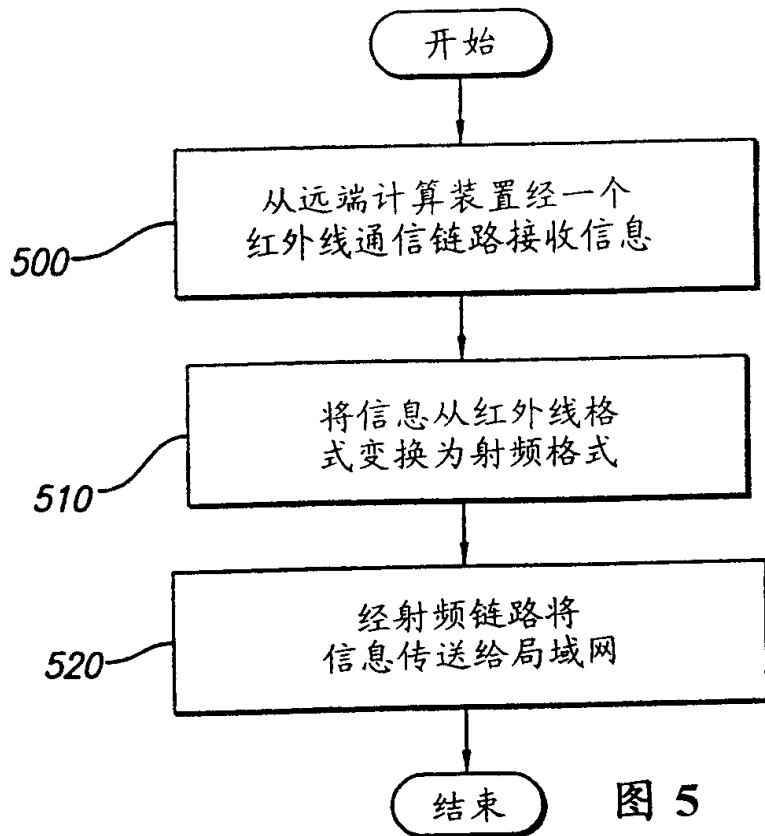 开始
从远端计算装置经一个
红外线通信链路接收信息
500
将信息从红外线格
式变换为射频格式
510
经射频链路将
信息传送给局域网
520
结束
图 5